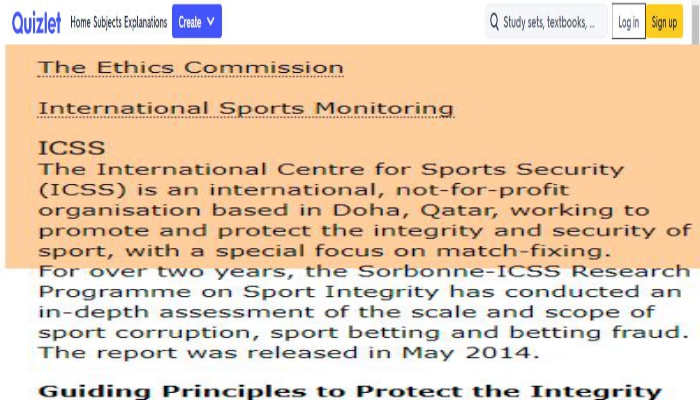 Quizlet Home Subjects Explanations Create Study sets, textbooks, ... Log in Sign up
The Ethics Commission
International Sports Monitoring
ICSS
The International Centre for Sports Security
(ICSS) is an international, not-for-profit
organisation based in Doha, Qatar, working to
promote and protect the integrity and security of
sport, with a special focus on match-fixing.
For over two years, the Sorbonne-ICSS Research
Programme on Sport Integrity has conducted an
in-depth assessment of the scale and scope of
sport corruption, sport betting and betting fraud.
The report was released in May 2014.
Guiding Principles to Protect the Integrity